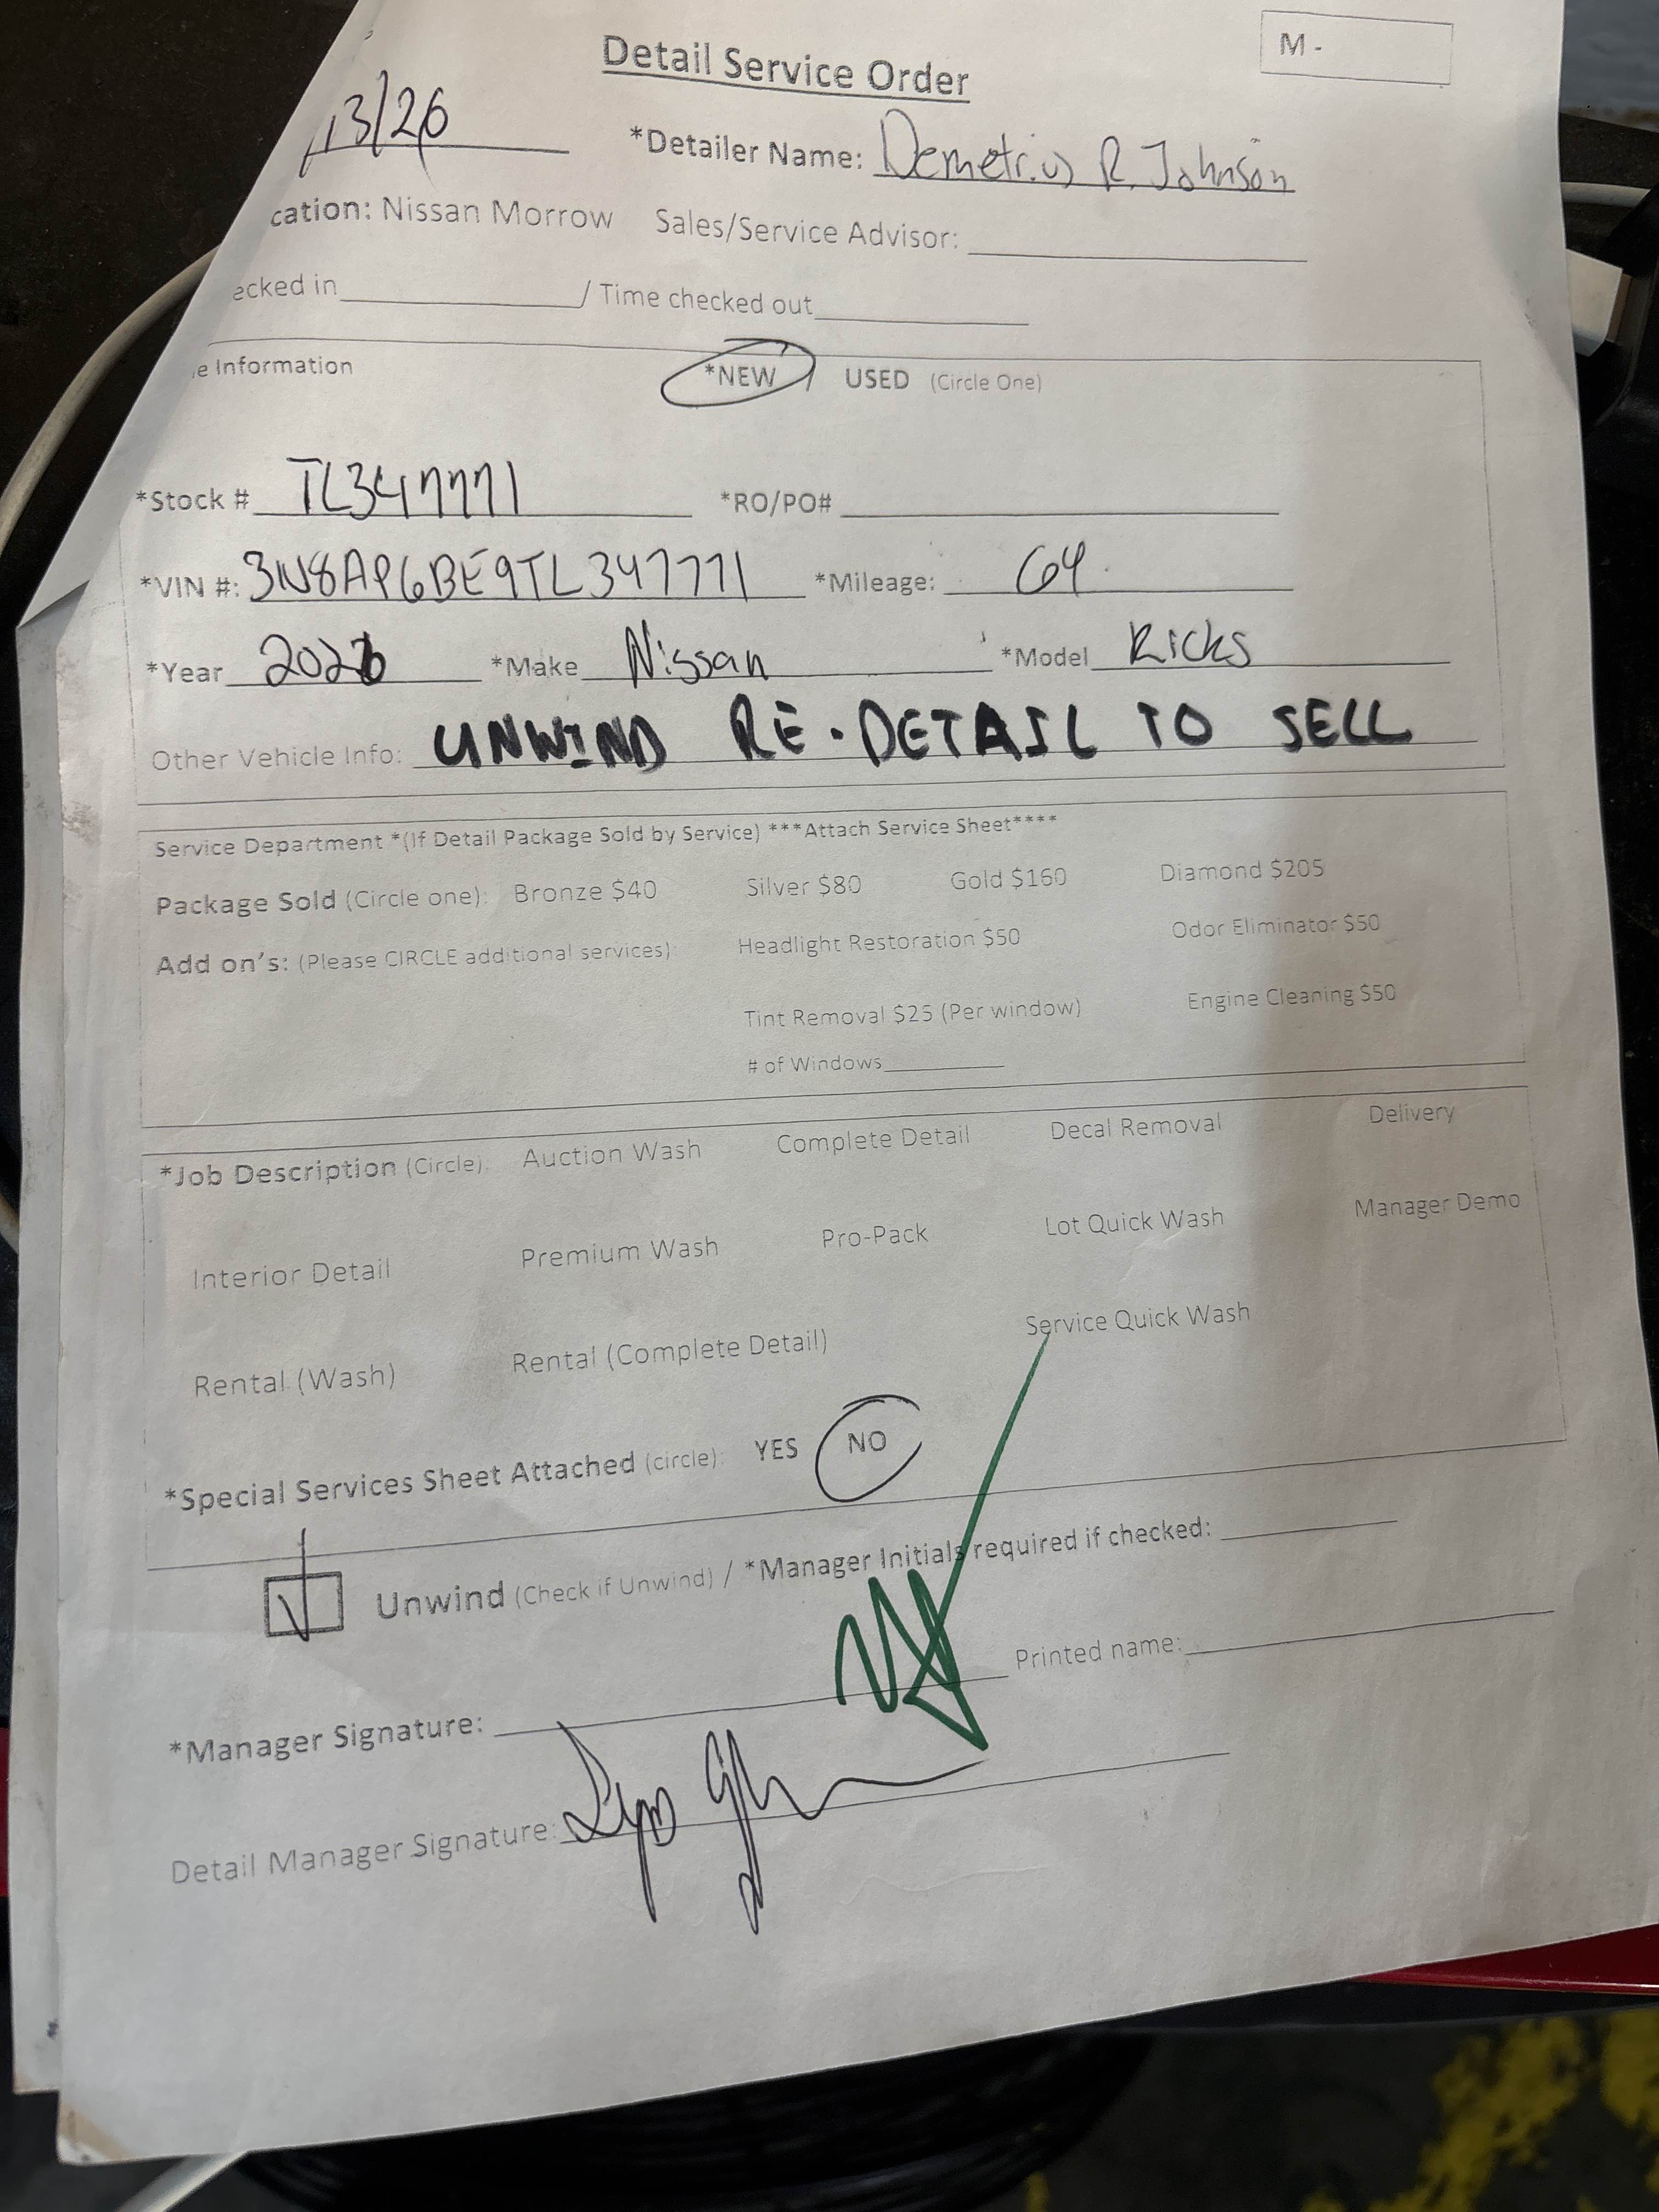 Detail Service Order
M -
13/26 *Detailer Name: Demetrius R. Johnson
cation: Nissan Morrow Sales/Service Advisor:
ecked in / Time checked out
e Information *NEW USED (Circle One)
*Stock # TL347771 *RO/PO#
*VIN #: 3N8AP6BE9TL347771 *Mileage: 64
*Year 2026 *Make Nissan *Model Kicks
Other Vehicle Info: UNWIND RE-DETAIL TO SELL
Service Department *(If Detail Package Sold by Service) ***Attach Service Sheet****
Package Sold (Circle one): Bronze $40 Silver $80 Gold $160 Diamond $205
Add on's: (Please CIRCLE additional services) Headlight Restoration $50 Odor Eliminator $50
Tint Removal $25 (Per window) Engine Cleaning $50
# of Windows
*Job Description (Circle): Auction Wash Complete Detail Decal Removal Delivery
Interior Detail Premium Wash Pro-Pack Lot Quick Wash Manager Demo
Rental (Wash) Rental (Complete Detail) Service Quick Wash
*Special Services Sheet Attached (circle): YES NO
Unwind (Check if Unwind) / *Manager Initials required if checked:
*Manager Signature: Printed name:
Detail Manager Signature: